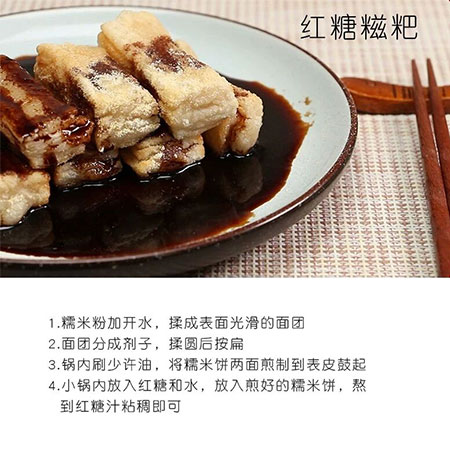 红糖糍粑
1.糯米粉加开水，揉成表面光滑的面团
2.面团分成剂子，揉圆后按扁
3.锅内刷少许油，将糯米饼两面煎制到表皮鼓起
4.小锅内放入红糖和水，放入煎好的糯米饼，熬
到红糖汁粘稠即可